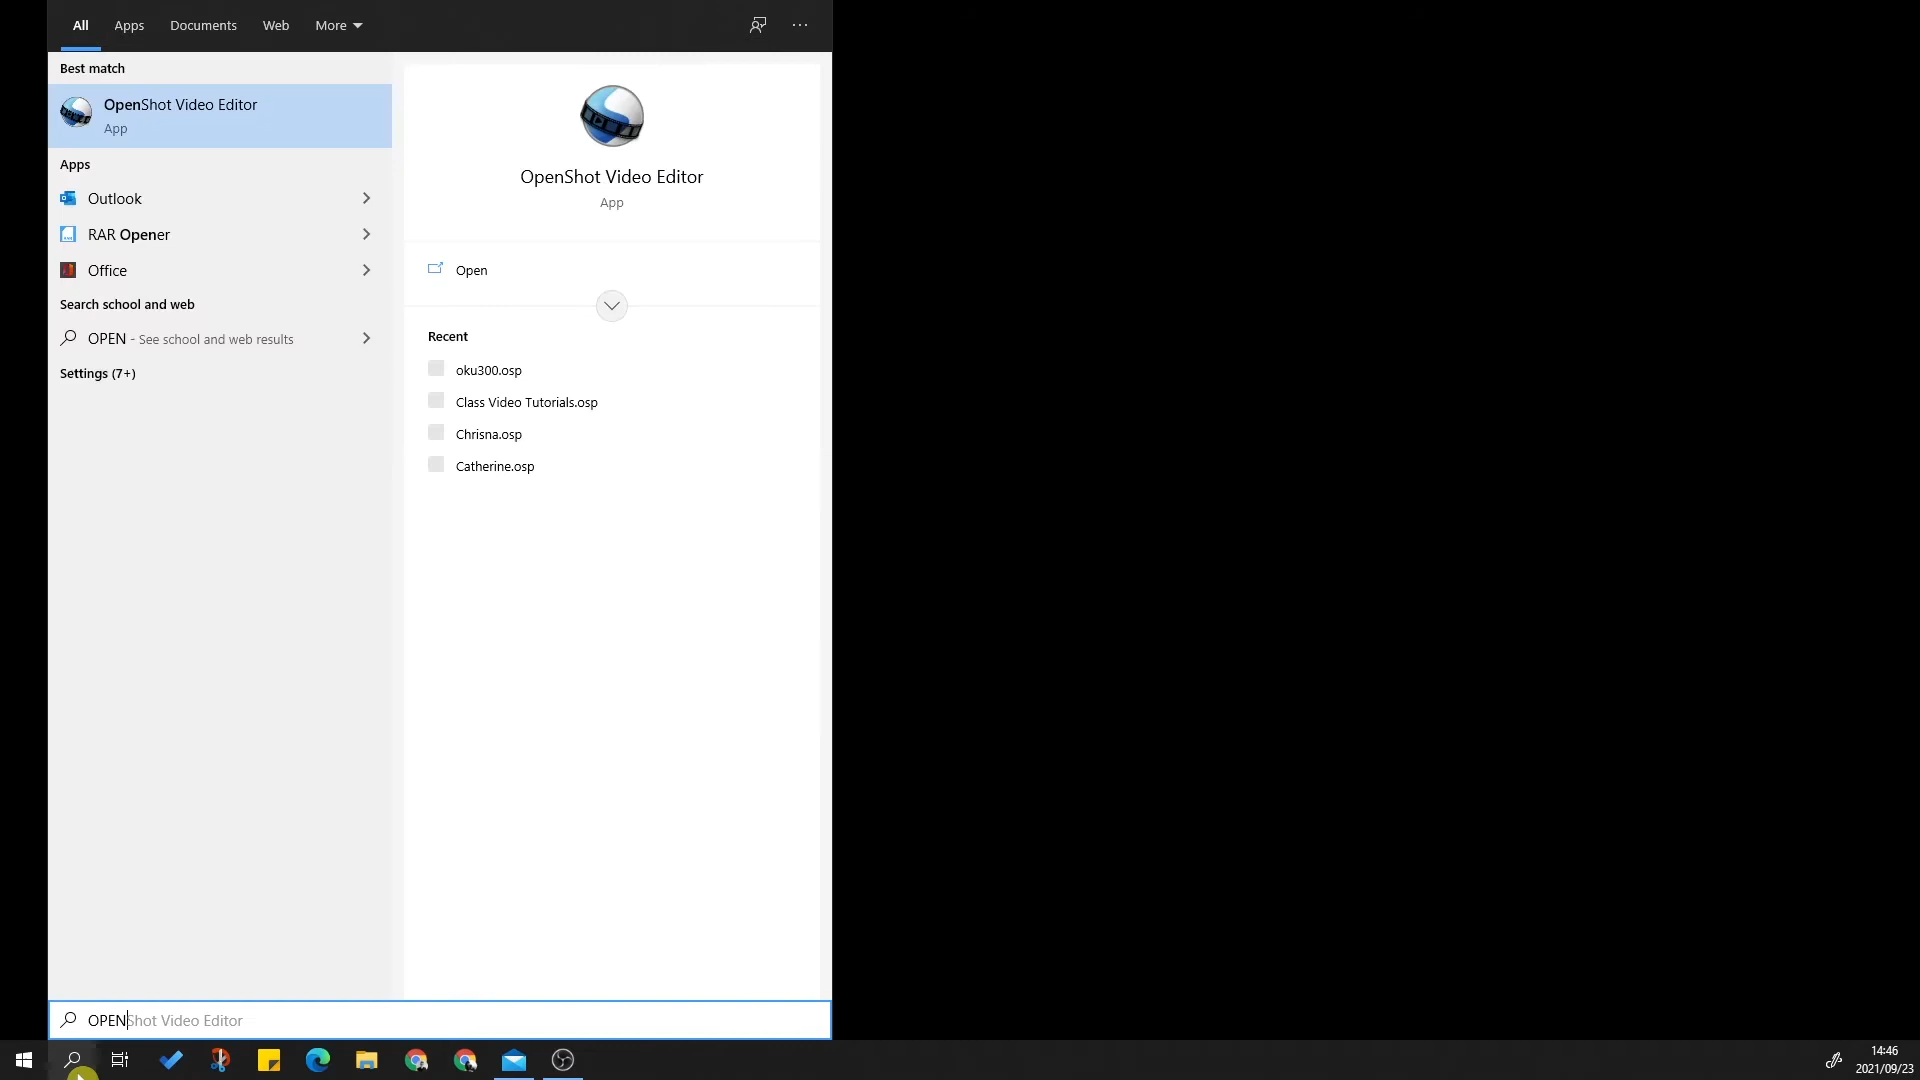 All Apps Documents Web More
Best match
OpenShot Video Editor
App
Apps
Outlook
RAR Opener
Office
Search school and web
OPEN - See school and web results
Settings (7+)
OpenShot Video Editor
App
Open
Recent
oku300.osp
Class Video Tutorials.osp
Chrisna.osp
Catherine.osp
OPENShot Video Editor
14:46
2021/09/23